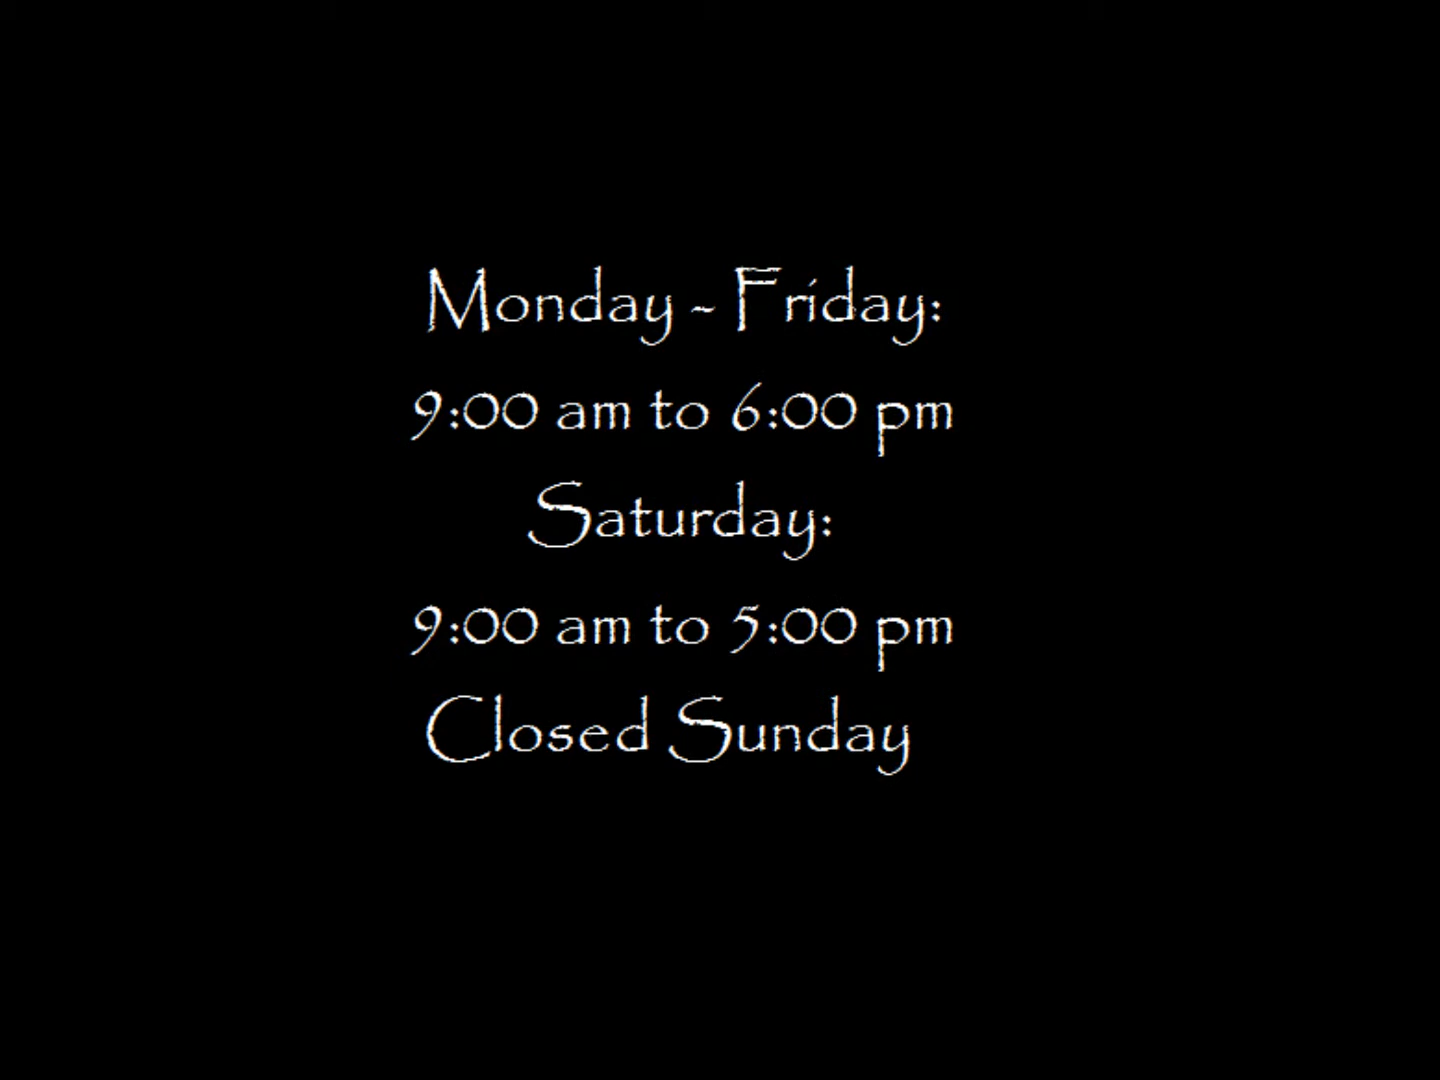 Monday - Friday:
9:00 am to 6:00 pm
Saturday:
9:00 am to 5:00 pm
Closed Sunday